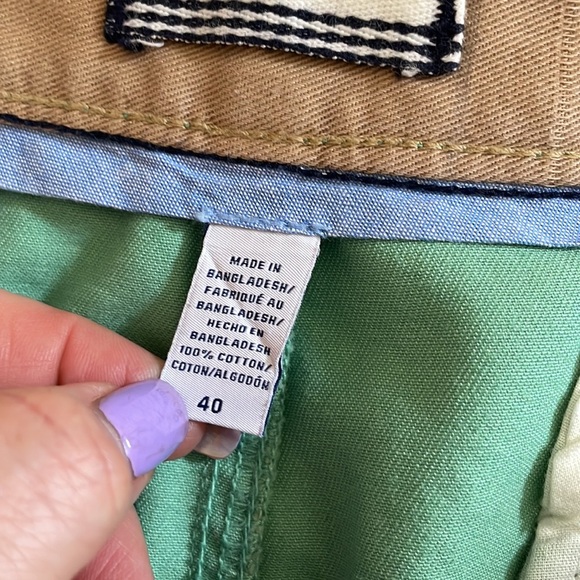 MADE IN
BANGLADESH/
FABRIQUÉ AU
BANGLADESH/
HECHO EN
BANGLADESH
100% COTTON/
COTON/ALGODÓN
40